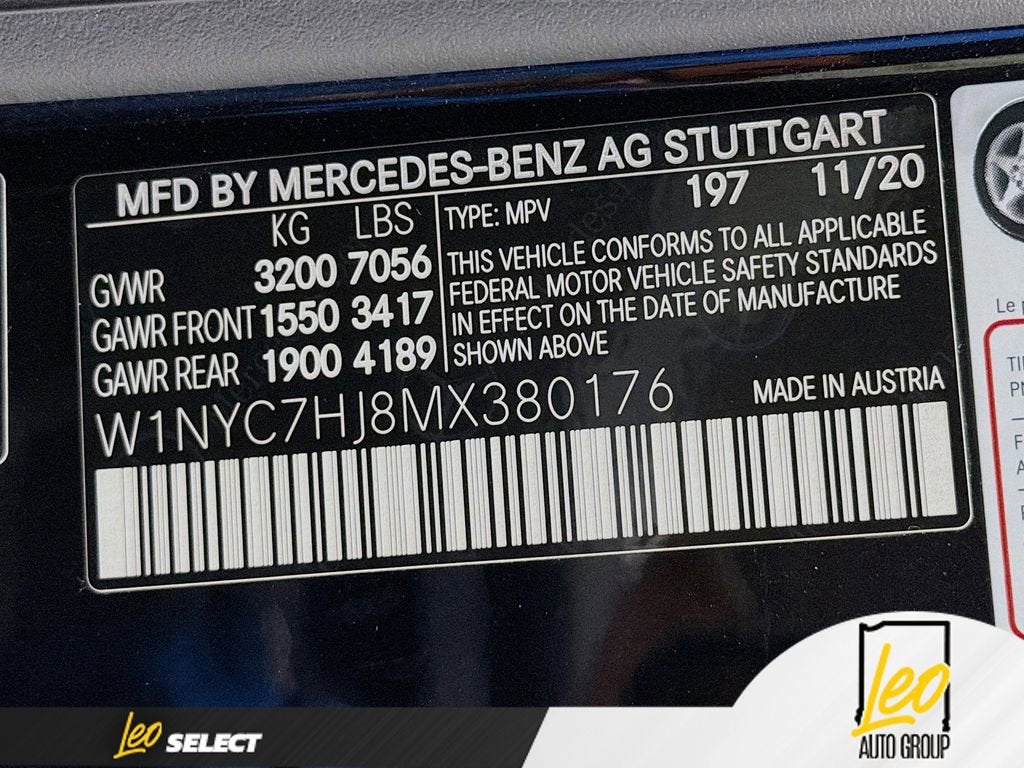 MFD BY MERCEDES-BENZ AG STUTTGART
KG LBS
GVWR 3200 7056
GAWR FRONT 1550 3417
GAWR REAR 1900 4189
TYPE: MPV 197 11/20
THIS VEHICLE CONFORMS TO ALL APPLICABLE
FEDERAL MOTOR VEHICLE SAFETY STANDARDS
IN EFFECT ON THE DATE OF MANUFACTURE
SHOWN ABOVE
W1NYC7HJ8MX380176
MADE IN AUSTRIA
Le
Leo SELECT
Leo
AUTO GROUP